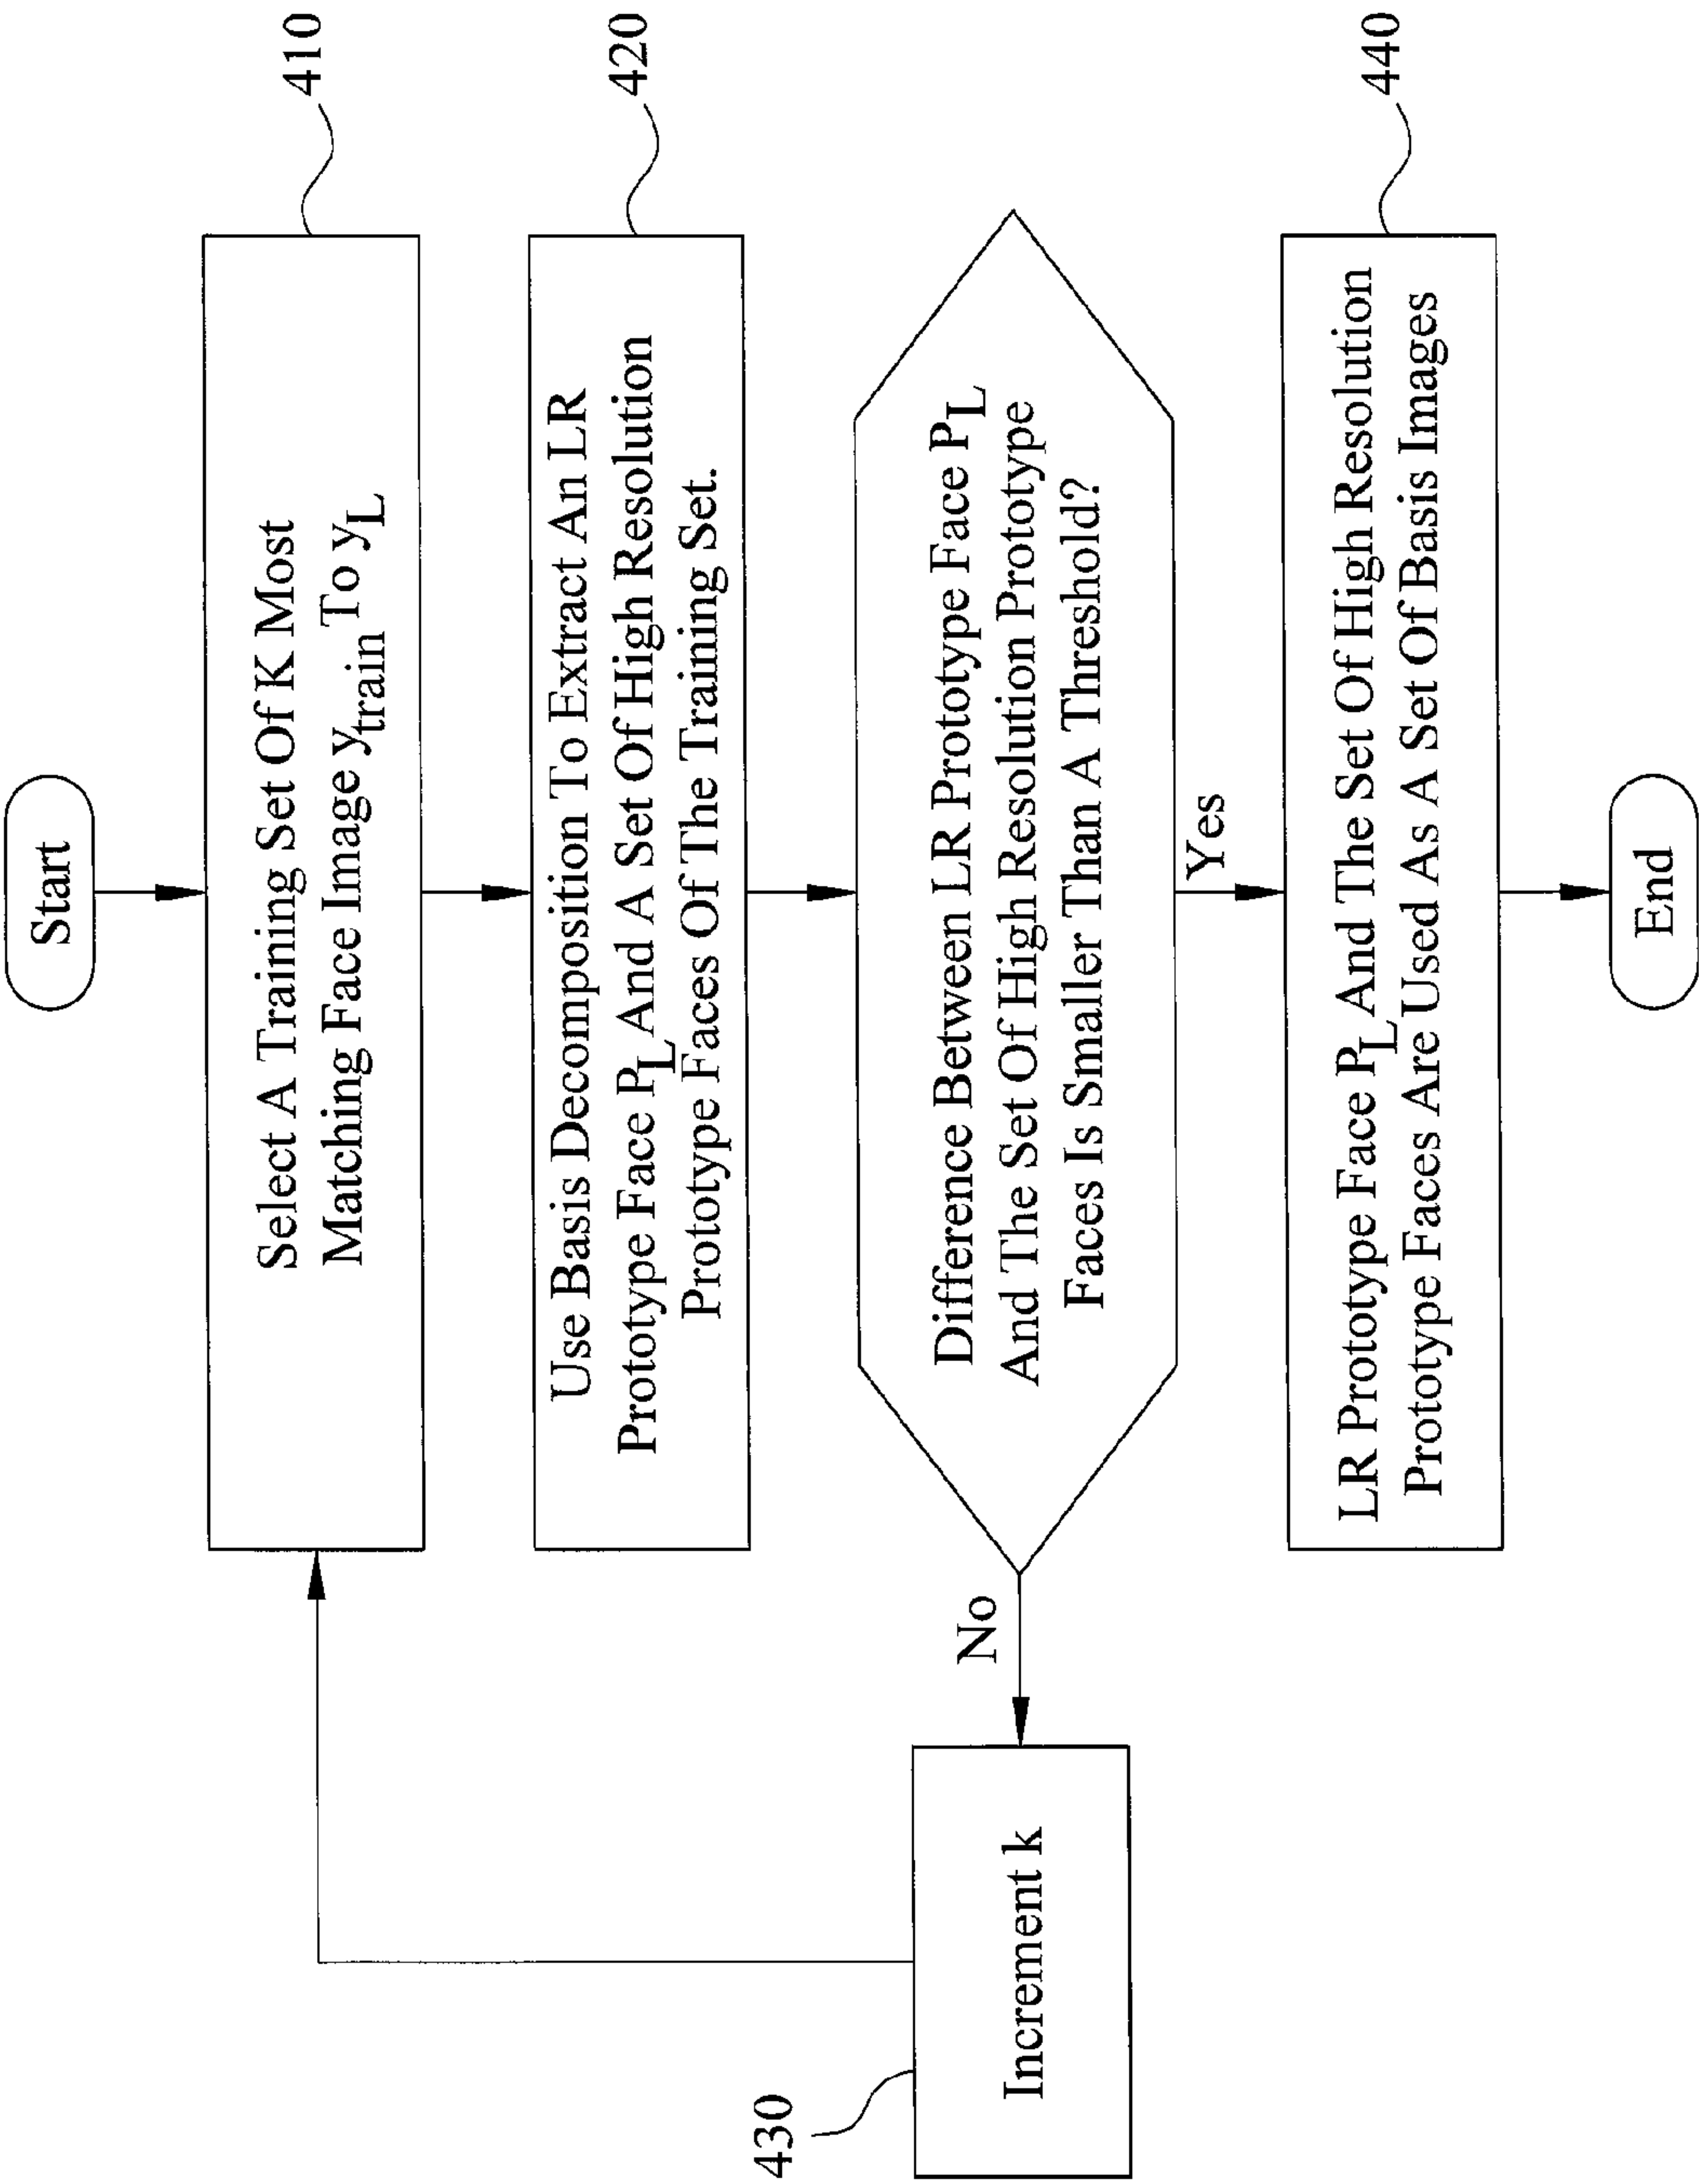 Start
410
Select A Training Set Of K Most
Matching Face Image ytrain To yL
420
Use Basis Decomposition To Extract An LR
Prototype Face PL And A Set Of High Resolution
Prototype Faces Of The Training Set.
Difference Between LR Prototype Face PL
And The Set Of High Resolution Prototype
Faces Is Smaller Than A Threshold?
No
Yes
430
Increment k
440
LR Prototype Face PL And The Set Of High Resolution
Prototype Faces Are Used As A Set Of Basis Images
End